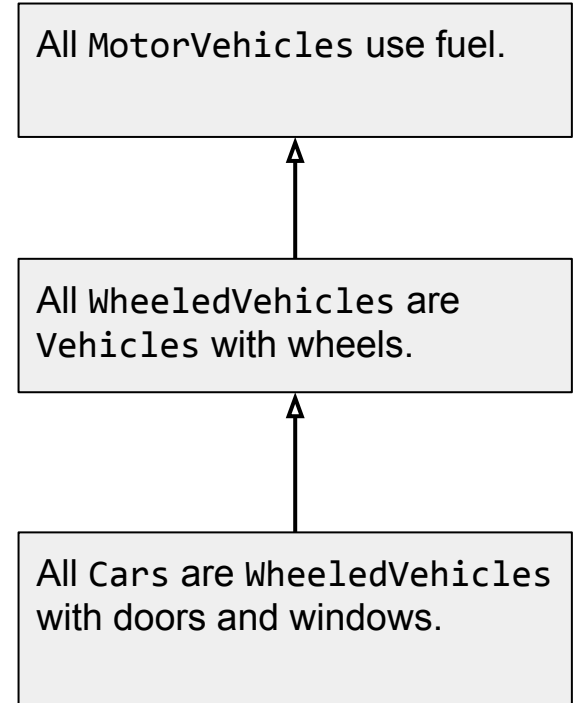 All MotorVehicles use fuel.
All WheeledVehicles are
Vehicles with wheels.
All Cars are WheeledVehicles
with doors and windows.